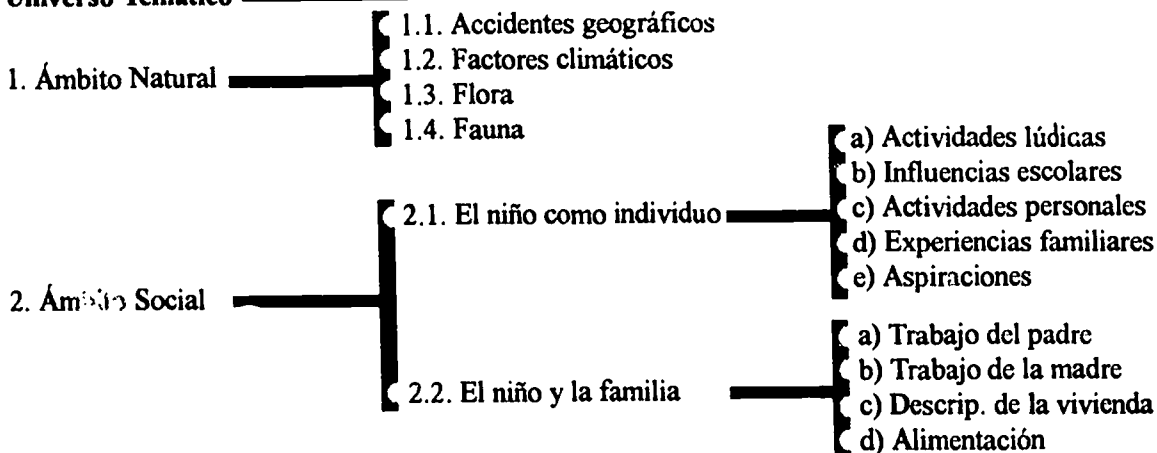 Universo Temático
1. Ámbito Natural
1.1. Accidentes geográficos
1.2. Factores climáticos
1.3. Flora
1.4. Fauna
2. Ámbito Social
2.1. El niño como individuo
a) Actividades lúdicas
b) Influencias escolares
c) Actividades personales
d) Experiencias familiares
e) Aspiraciones
2.2. El niño y la familia
a) Trabajo del padre
b) Trabajo de la madre
c) Descrip. de la vivienda
d) Alimentación